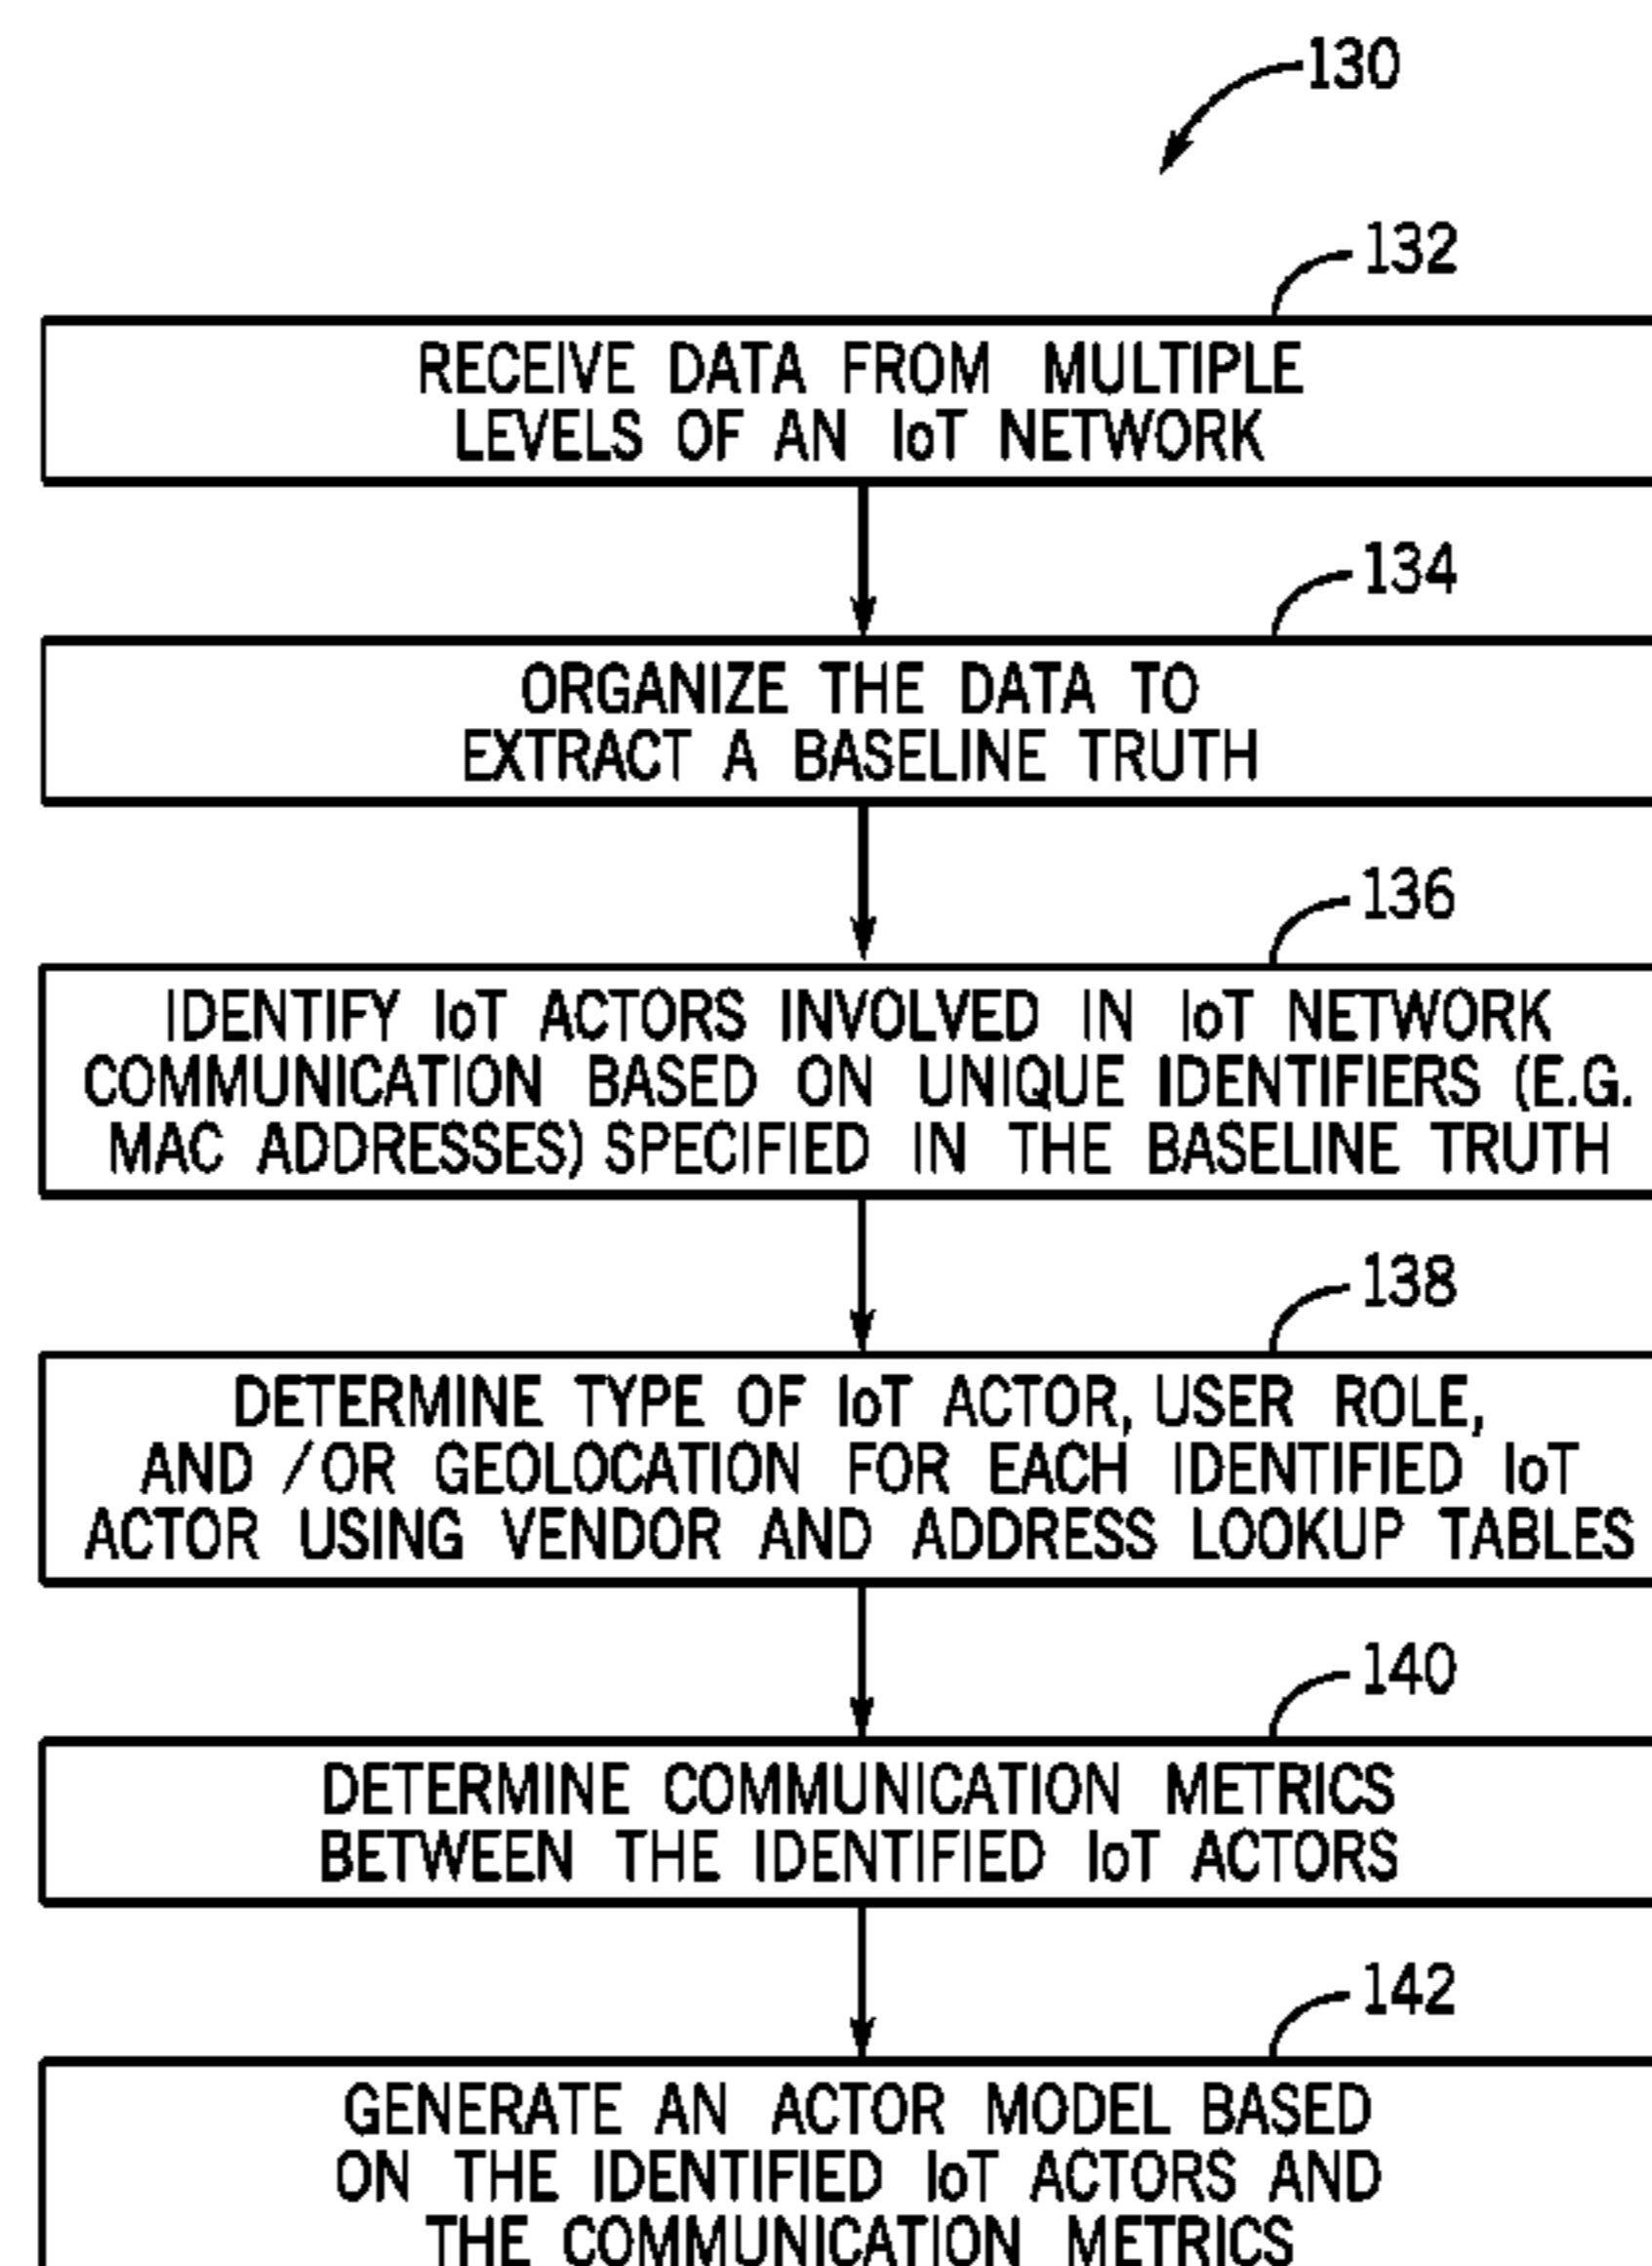 130
132
RECEIVE DATA FROM MULTIPLE
LEVELS OF AN IoT NETWORK
134
ORGANIZE THE DATA TO
EXTRACT A BASELINE TRUTH
136
IDENTIFY IoT ACTORS INVOLVED IN IoT NETWORK
COMMUNICATION BASED ON UNIQUE IDENTIFIERS (E.G.
MAC ADDRESSES) SPECIFIED IN THE BASELINE TRUTH
138
DETERMINE TYPE OF IoT ACTOR, USER ROLE,
AND /OR GEOLOCATION FOR EACH IDENTIFIED IoT
ACTOR USING VENDOR AND ADDRESS LOOKUP TABLES
140
DETERMINE COMMUNICATION METRICS
BETWEEN THE IDENTIFIED IoT ACTORS
142
GENERATE AN ACTOR MODEL BASED
ON THE IDENTIFIED IoT ACTORS AND
THE COMMUNICATION METRICS